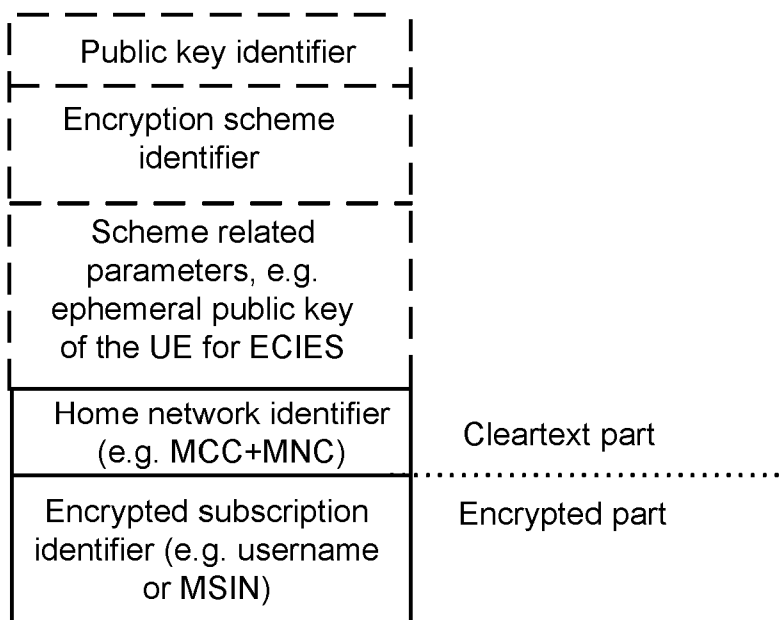 Public key identifier
Encryption scheme
identifier
Scheme related
parameters, e.g.
ephemeral public key
of the UE for ECIES
Home network identifier
(e.g. MCC+MNC)
Cleartext part
Encrypted subscription
identifier (e.g. username
or MSIN)
Encrypted part